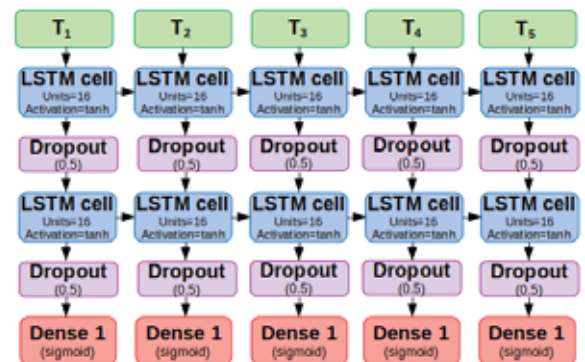 T₁ T₂ T₃ T₄ T₅
LSTM cell LSTM cell LSTM cell LSTM cell LSTM cell
Units=16 Units=16 Units=16 Units=16 Units=16
Activation=tanh Activation=tanh Activation=tanh Activation=tanh Activation=tanh
Dropout Dropout Dropout Dropout Dropout
(0.5) (0.5) (0.5) (0.5) (0.5)
LSTM cell LSTM cell LSTM cell LSTM cell LSTM cell
Units=16 Units=16 Units=16 Units=16 Units=16
Activation=tanh Activation=tanh Activation=tanh Activation=tanh Activation=tanh
Dropout Dropout Dropout Dropout Dropout
(0.5) (0.5) (0.5) (0.5) (0.5)
Dense 1 Dense 1 Dense 1 Dense 1 Dense 1
(sigmoid) (sigmoid) (sigmoid) (sigmoid) (sigmoid)